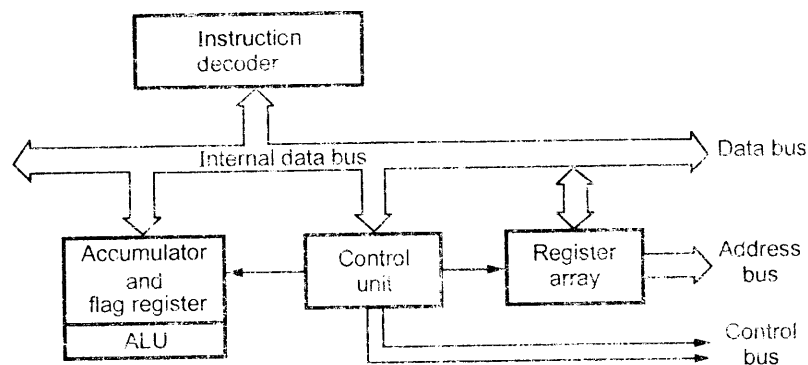 Instruction
decoder
Internal data bus
Data bus
Accumulator
and
flag register
ALU
Control
unit
Register
array
Address
bus
Control
bus